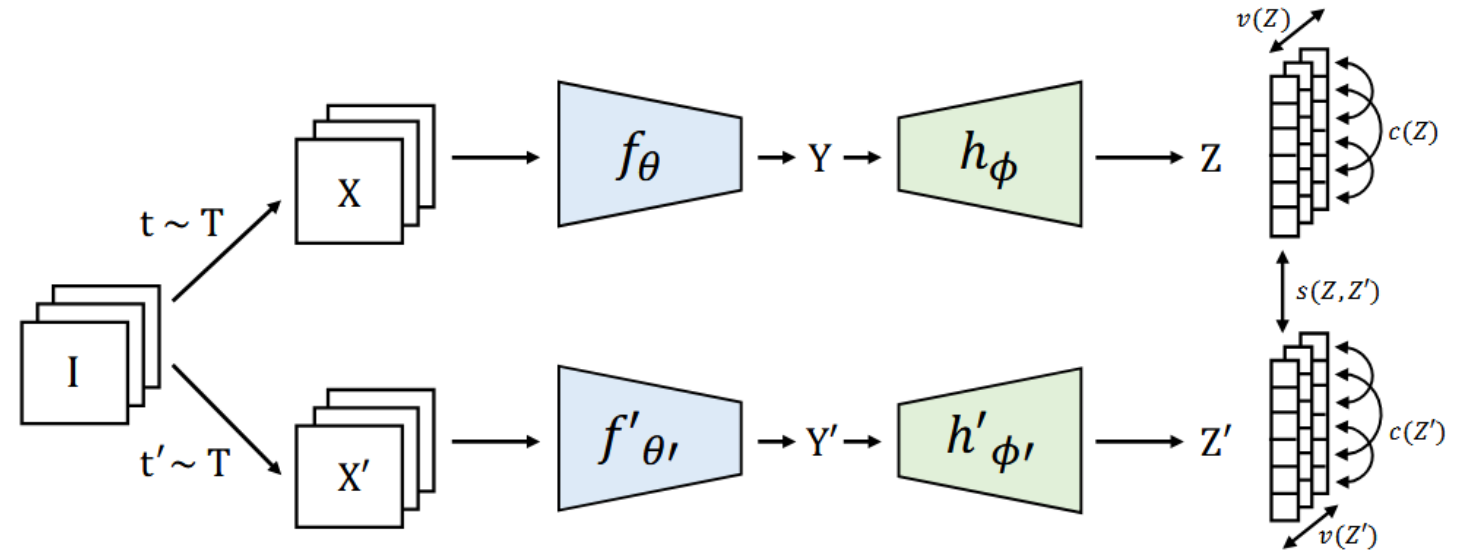 v(Z)
X
f_θ
Y
h_ϕ
Z
c(Z)
t ~ T
s(Z, Z′)
I
t′ ~ T
X′
f′_θ′
Y′
h′_ϕ′
Z′
c(Z′)
v(Z′)